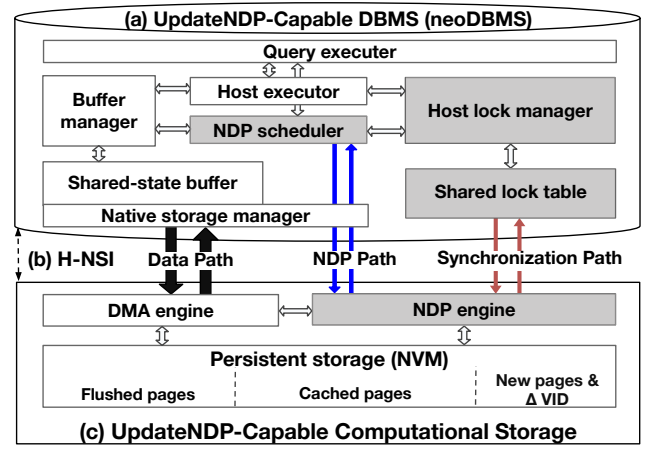 (a) UpdateNDP-Capable DBMS (neoDBMS)
Query executer
Buffer
manager
Host executor
NDP scheduler
Host lock manager
Shared-state buffer
Native storage manager
Shared lock table
(b) H-NSI
Data Path
NDP Path
Synchronization Path
DMA engine
NDP engine
Persistent storage (NVM)
Flushed pages
Cached pages
New pages &
Δ VID
(c) UpdateNDP-Capable Computational Storage